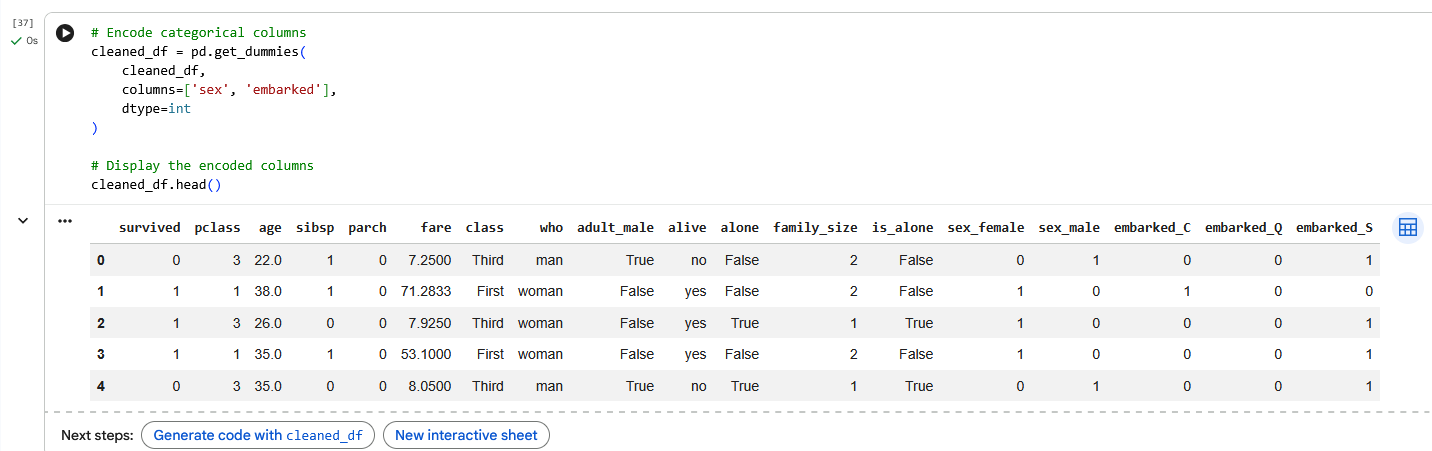 [37]
0s
# Encode categorical columns
cleaned_df = pd.get_dummies(
    cleaned_df,
    columns=['sex', 'embarked'],
    dtype=int
)
# Display the encoded columns
cleaned_df.head()
survived pclass age sibsp parch fare class who adult_male alive alone family_size is_alone sex_female sex_male embarked_C embarked_Q embarked_S
0 0 3 22.0 1 0 7.2500 Third man True no False 2 False 0 1 0 0 1
1 1 1 38.0 1 0 71.2833 First woman False yes False 2 False 1 0 1 0 0
2 1 3 26.0 0 0 7.9250 Third woman False yes True 1 True 1 0 0 0 1
3 1 1 35.0 1 0 53.1000 First woman False yes False 2 False 1 0 0 0 1
4 0 3 35.0 0 0 8.0500 Third man True no True 1 True 0 1 0 0 1
Next steps: Generate code with cleaned_df New interactive sheet